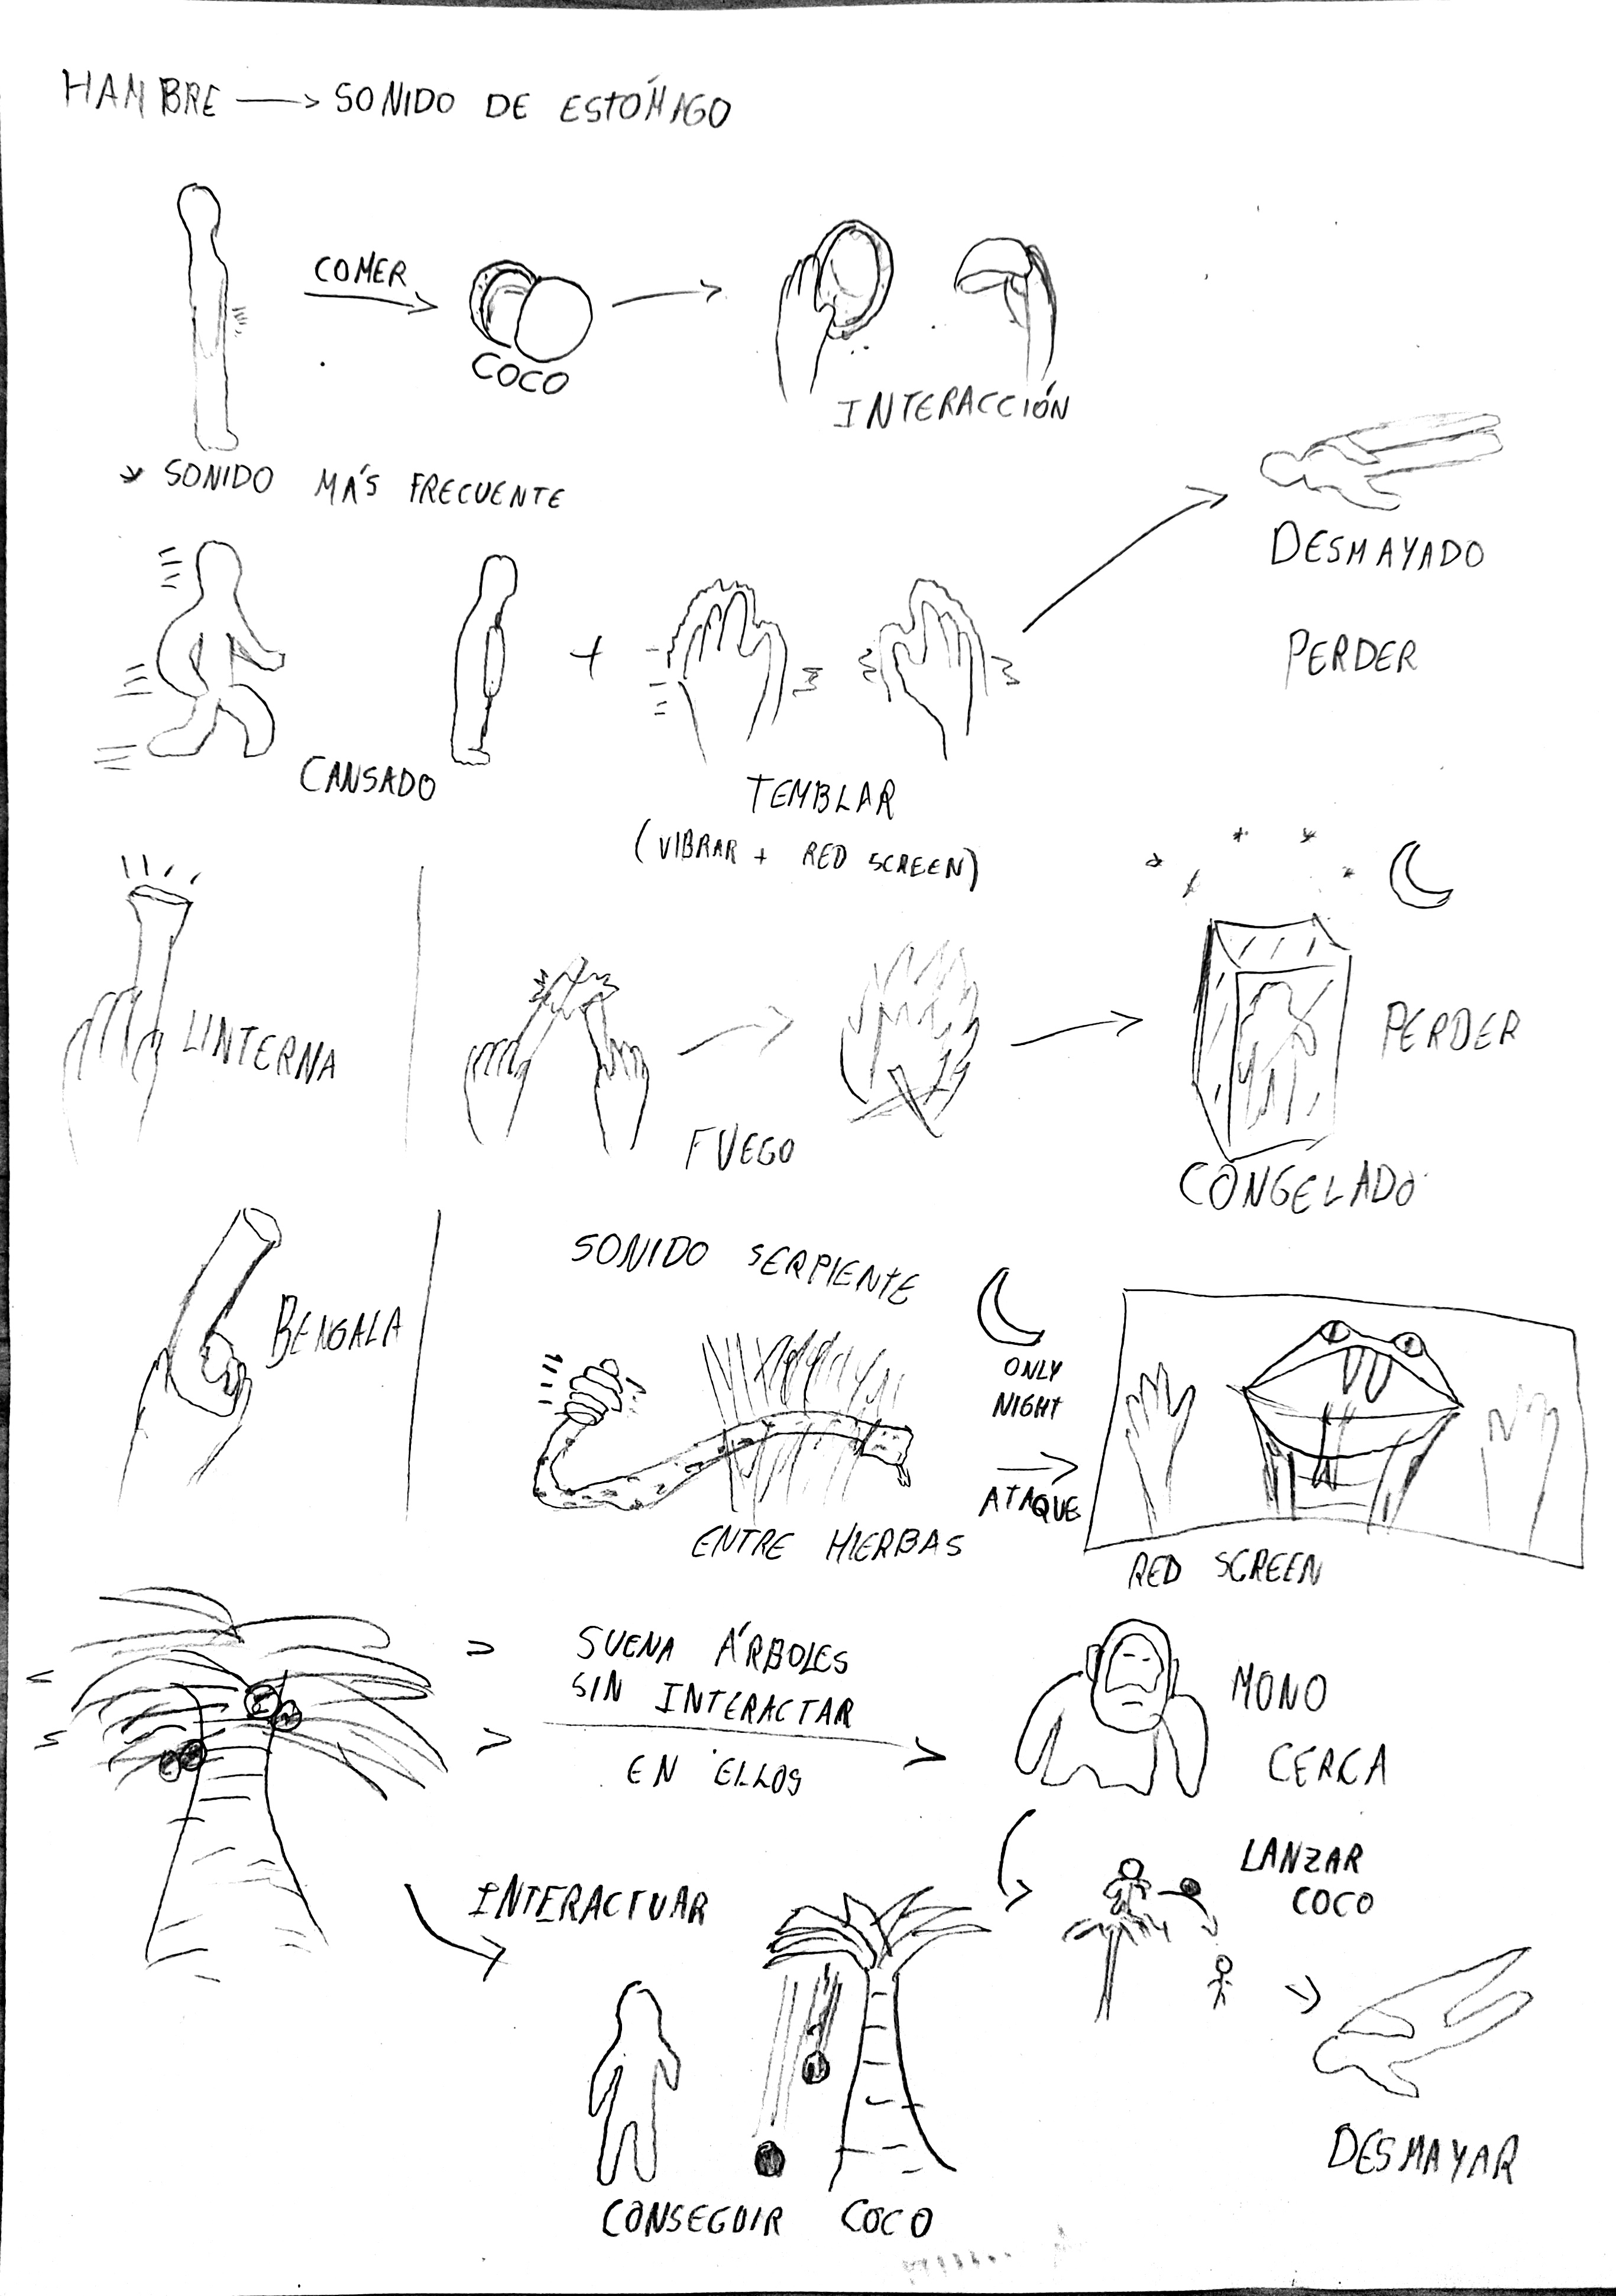 HAMBRE → SONIDO DE ESTÓMAGO
COMER
COCO
INTERACCIÓN
* SONIDO MÁS FRECUENTE
CANSADO
+
TEMBLAR
(VIBRAR + RED SCREEN)
DESMAYADO
PERDER
LINTERNA
FUEGO
PERDER
CONGELADO
BENGALA
SONIDO SERPIENTE
ENTRE HIERBAS
ONLY
NIGHT
ATAQUE
RED SCREEN
SUENA ÁRBOLES
SIN INTERACTAR
EN ELLOS
MONO
CERCA
LANZAR
COCO
INTERACTUAR
CONSEGUIR COCO
DESMAYAR